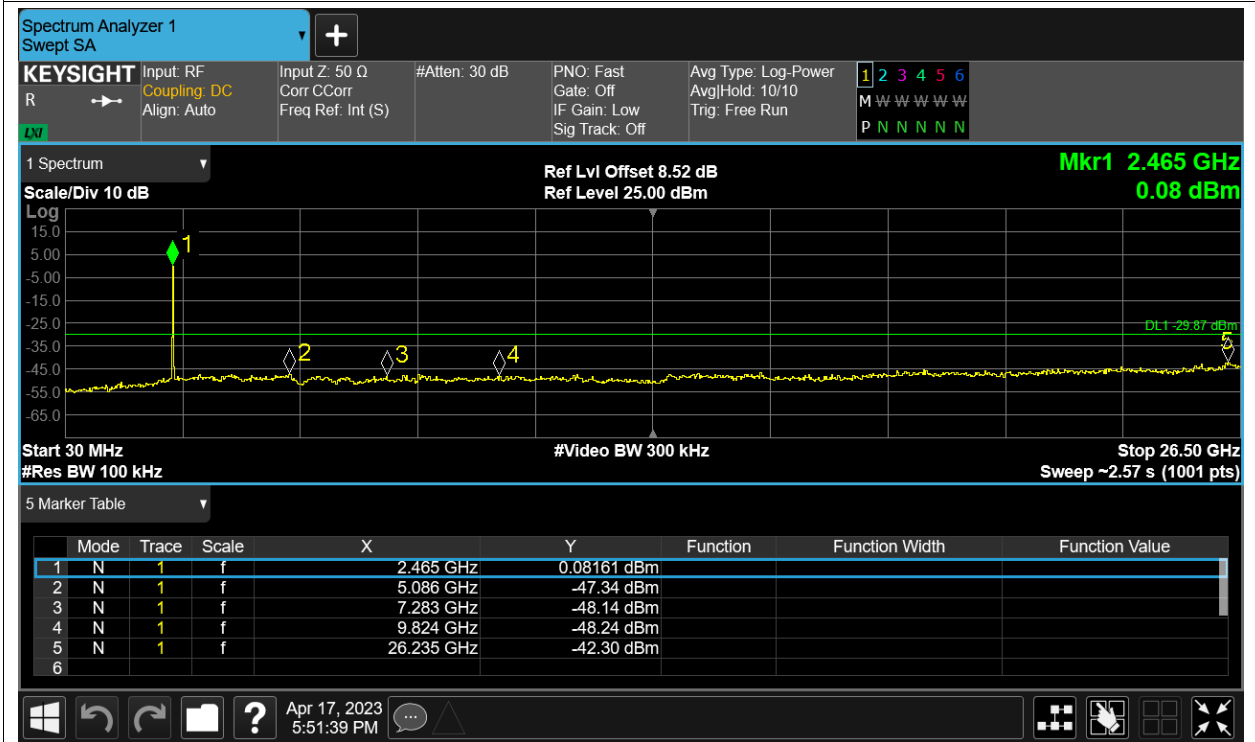 Spectrum Analyzer 1
Swept SA
KEYSIGHT Input: RF Input Z: 50 Ω #Atten: 30 dB PNO: Fast Avg Type: Log-Power 1 2 3 4 5 6
R Coupling: DC Corr CCorr Gate: Off Avg|Hold: 10/10 M W W W W W
Align: Auto Freq Ref: Int (S) IF Gain: Low Trig: Free Run
LXI Sig Track: Off P N N N N N
1 Spectrum Ref Lvl Offset 8.52 dB Mkr1 2.465 GHz
Scale/Div 10 dB Ref Level 25.00 dBm 0.08 dBm
Log
15.0 1
5.00
-5.00
-15.0
-25.0 DL1 -29.87 dBm
-35.0 2 3 4 5
-45.0
-55.0
-65.0
Start 30 MHz #Video BW 300 kHz Stop 26.50 GHz
#Res BW 100 kHz Sweep ~2.57 s (1001 pts)
5 Marker Table
Mode Trace Scale X Y Function Function Width Function Value
1 N 1 f 2.465 GHz 0.08161 dBm
2 N 1 f 5.086 GHz -47.34 dBm
3 N 1 f 7.283 GHz -48.14 dBm
4 N 1 f 9.824 GHz -48.24 dBm
5 N 1 f 26.235 GHz -42.30 dBm
6
? Apr 17, 2023
5:51:39 PM